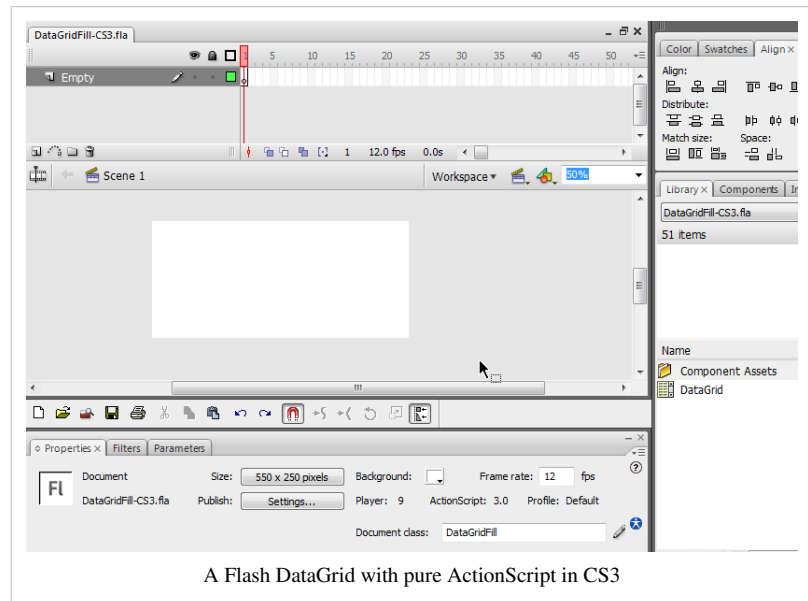 DataGridFill-CS3.fla
1 5 10 15 20 25 30 35 40 45 50
Empty
1 12.0 fps 0.0s
Scene 1
Workspace
50%
Color Swatches Align
Align:
Distribute:
Match size: Space:
Library Components
DataGridFill-CS3.fla
51 items
Name
Component Assets
DataGrid
Properties Filters Parameters
Fl
Document
DataGridFill-CS3.fla
Size: 550 x 250 pixels
Publish: Settings...
Background: Frame rate: 12 fps
Player: 9 ActionScript: 3.0 Profile: Default
Document class: DataGridFill
A Flash DataGrid with pure ActionScript in CS3